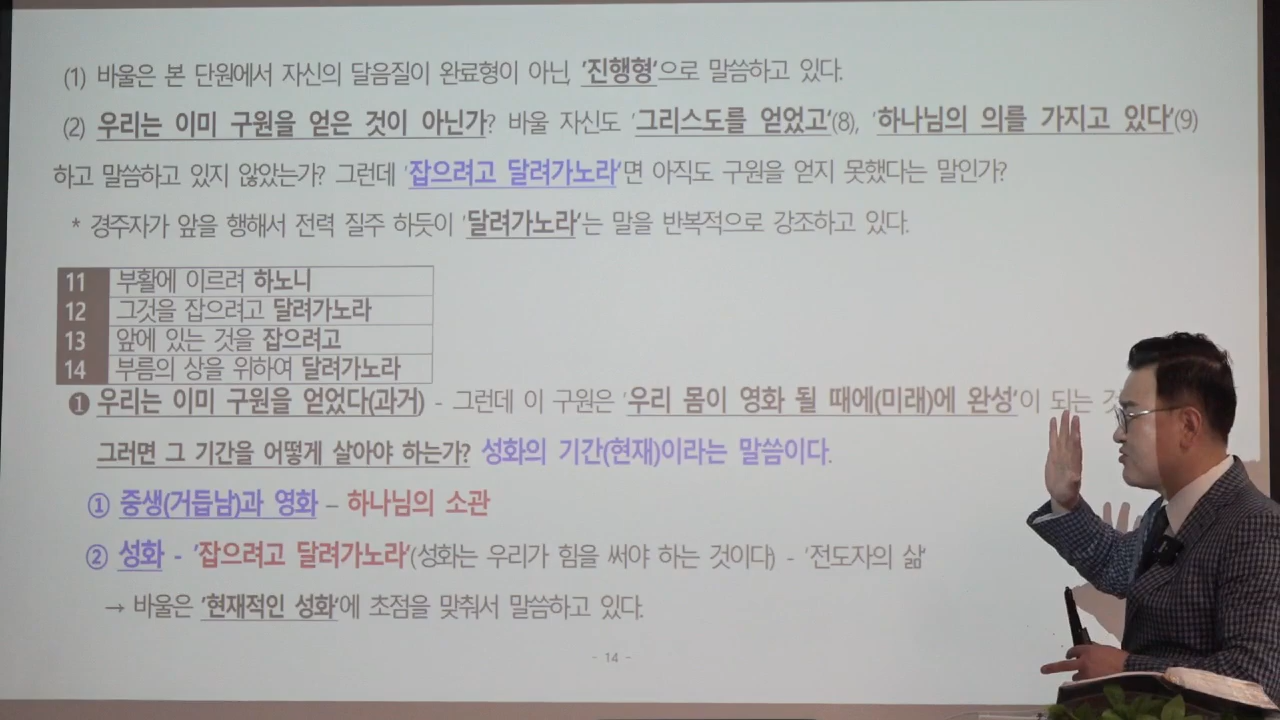 (1) 바울은 본 단원에서 자신의 달음질이 완료형이 아닌, '진행형'으로 말씀하고 있다.
(2) 우리는 이미 구원을 얻은 것이 아닌가? 바울 자신도 '그리스도를 얻었고'(8), '하나님의 의를 가지고 있다'(9)
하고 말씀하고 있지 않았는가? 그런데 '잡으려고 달려가노라'면 아직도 구원을 얻지 못했다는 말인가?
* 경주자가 앞을 행해서 전력 질주 하듯이 '달려가노라'는 말을 반복적으로 강조하고 있다.
11 부활에 이르려 하노니
12 그것을 잡으려고 달려가노라
13 앞에 있는 것을 잡으려고
14 부름의 상을 위하여 달려가노라
❶ 우리는 이미 구원을 얻었다(과거) - 그런데 이 구원은 '우리 몸이 영화 될 때에(미래)에 완성'이 되는 것
그러면 그 기간을 어떻게 살아야 하는가? 성화의 기간(현재)이라는 말씀이다.
① 중생(거듭남)과 영화 – 하나님의 소관
② 성화 - '잡으려고 달려가노라'(성화는 우리가 힘을 써야 하는 것이다) - '전도자의 삶'
→ 바울은 '현재적인 성화'에 초점을 맞춰서 말씀하고 있다.
- 14 -